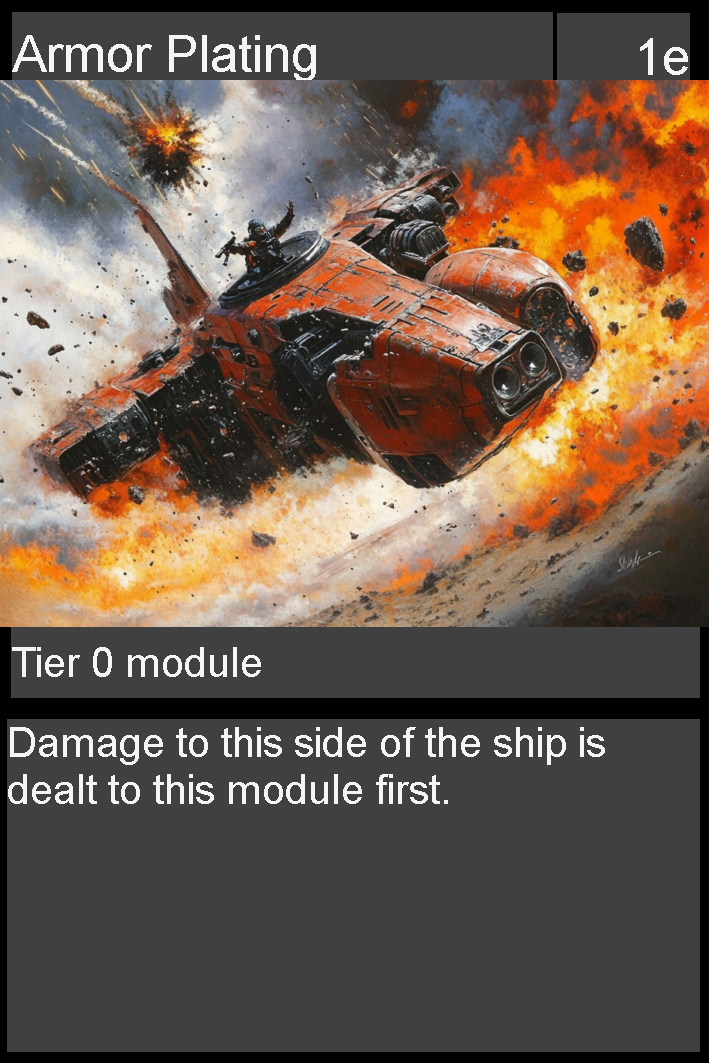 Armor Plating
1e
Tier 0 module
Damage to this side of the ship is
dealt to this module first.